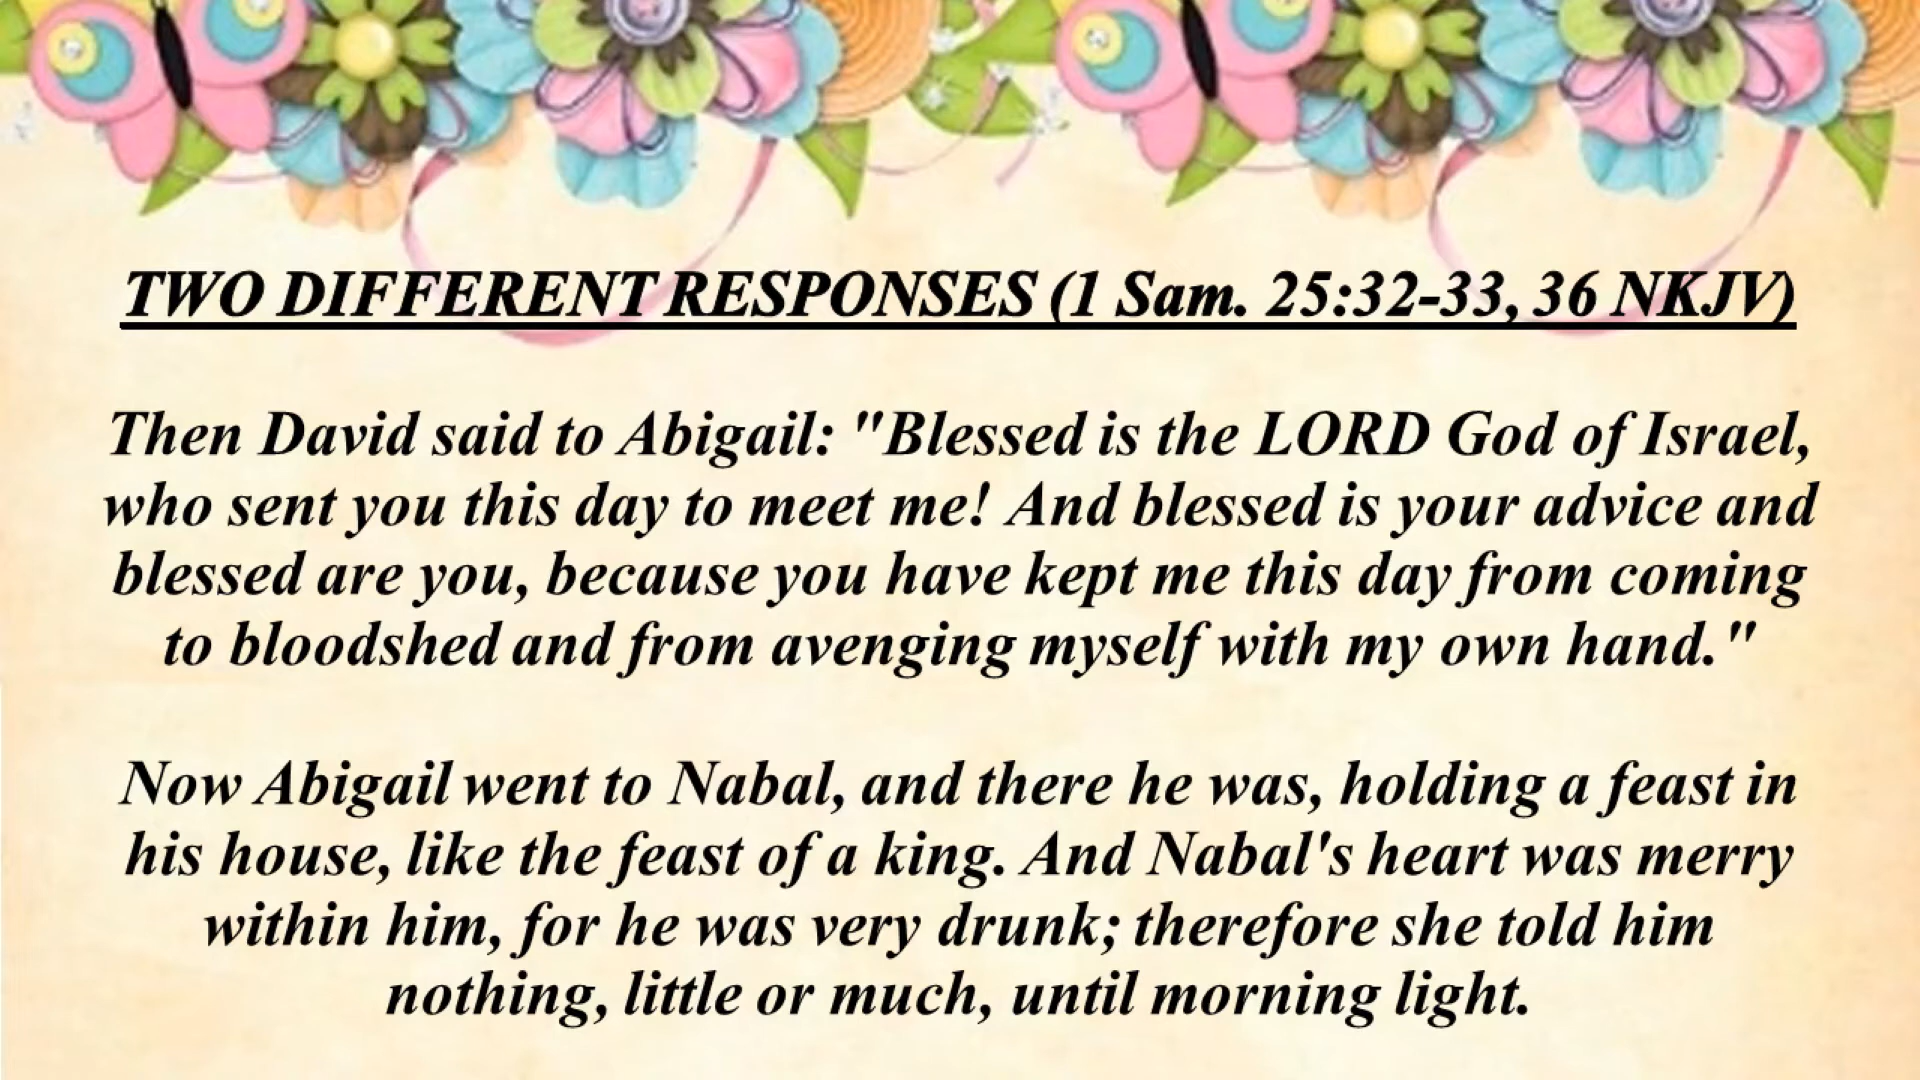 TWO DIFFERENT RESPONSES (1 Sam. 25:32-33, 36 NKJV)
Then David said to Abigail: "Blessed is the LORD God of Israel,
who sent you this day to meet me! And blessed is your advice and
blessed are you, because you have kept me this day from coming
to bloodshed and from avenging myself with my own hand."
Now Abigail went to Nabal, and there he was, holding a feast in
his house, like the feast of a king. And Nabal's heart was merry
within him, for he was very drunk; therefore she told him
nothing, little or much, until morning light.